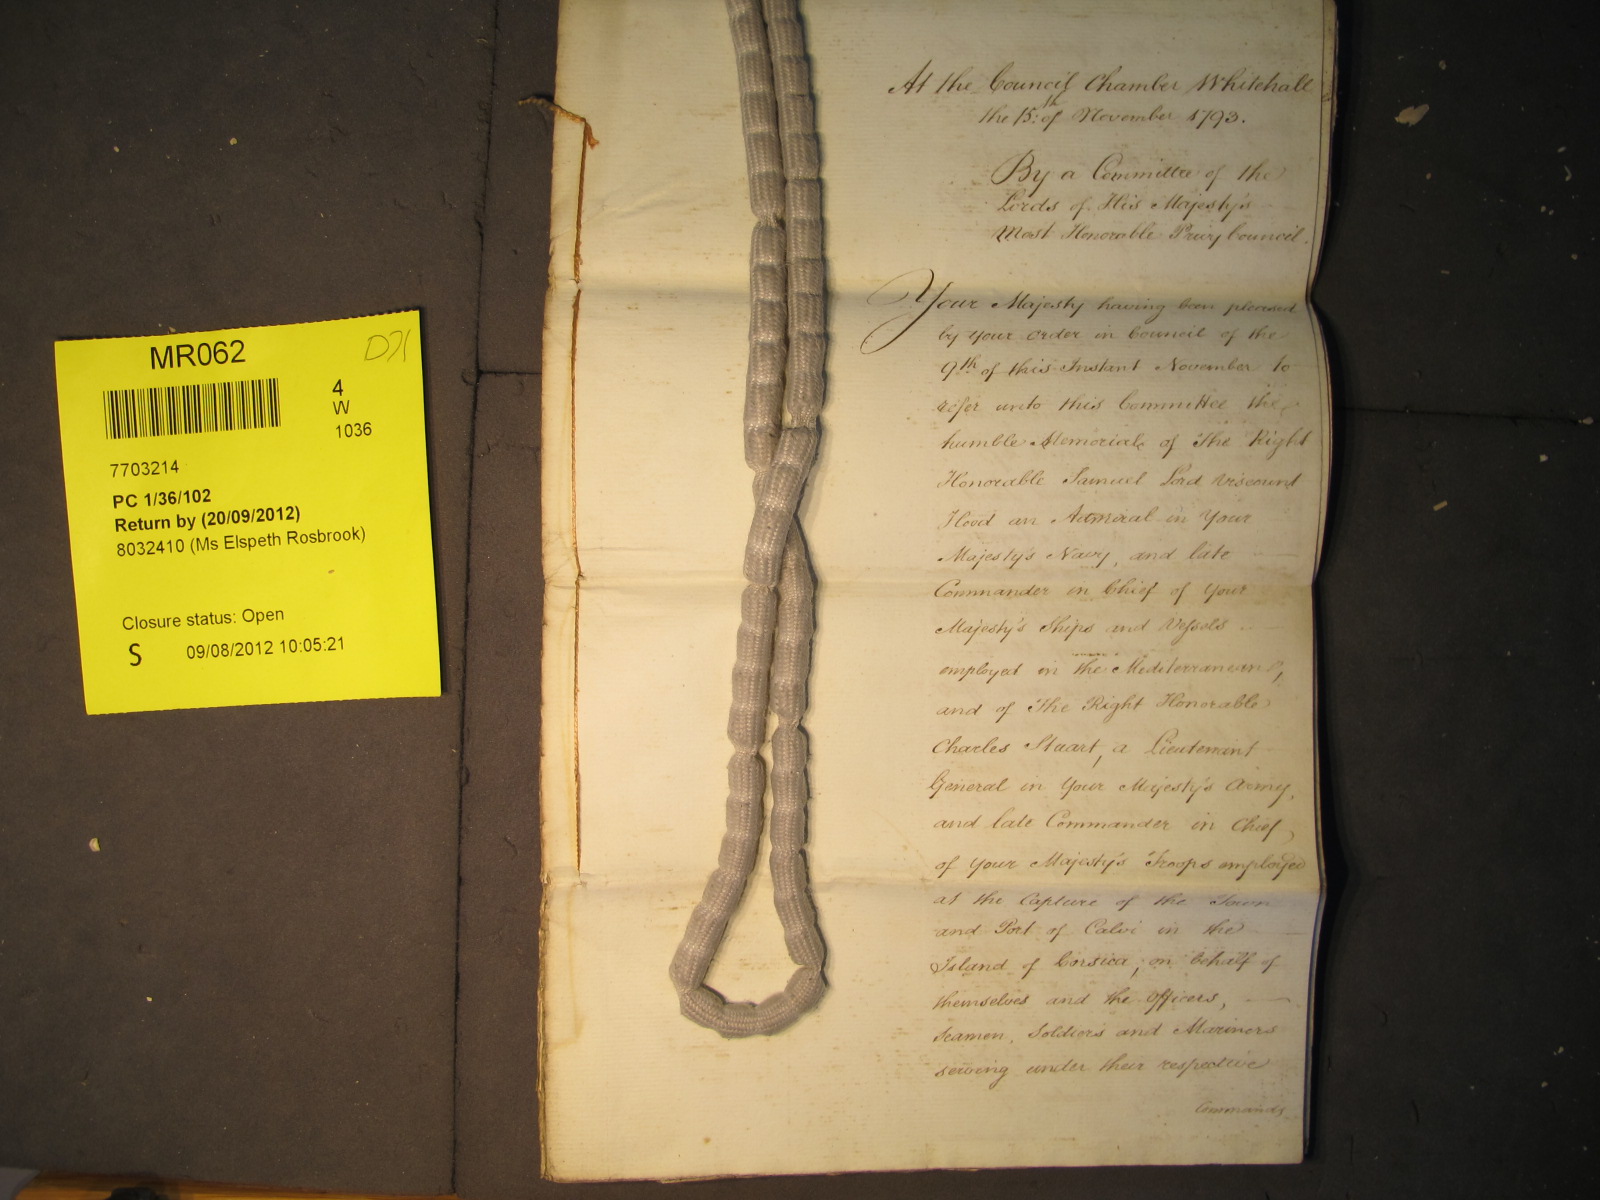 MR062
D71
4
W
1036
7703214
PC 1/36/102
Return by (20/09/2012)
8032410 (Ms Elspeth Rosbrook)
Closure status: Open
S 09/08/2012 10:05:21
At the Council Chamber Whitehall
the 15th of November 1793.
By a Committee of the
Lords of His Majesty's
Most Honorable Privy Council.
Your Majesty having been pleased
by Your Order in Council of the
9th of this Instant November to
refer unto this Committee the
humble Memorial of The Right
Honorable Samuel Lord Viscount
Hood an Admiral in Your
Majesty's Navy, and late
Commander in Chief of Your
Majesty's Ships and Vessels
employed in the Mediterranean,
and of The Right Honorable
Charles Stuart, a Lieutenant
General in Your Majesty's Army,
and late Commander in Chief
of Your Majesty's Troops employed
at the Capture of the Town
and Port of Calvi in the
Island of Corsica, on behalf of
themselves and the Officers,
Seamen, Soldiers and Mariners
serving under their respective
Commands